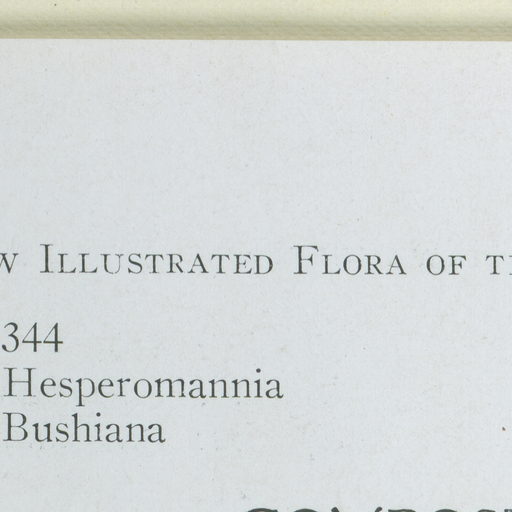 Illustrated Flora of
344
Hesperomannia
Bushiana